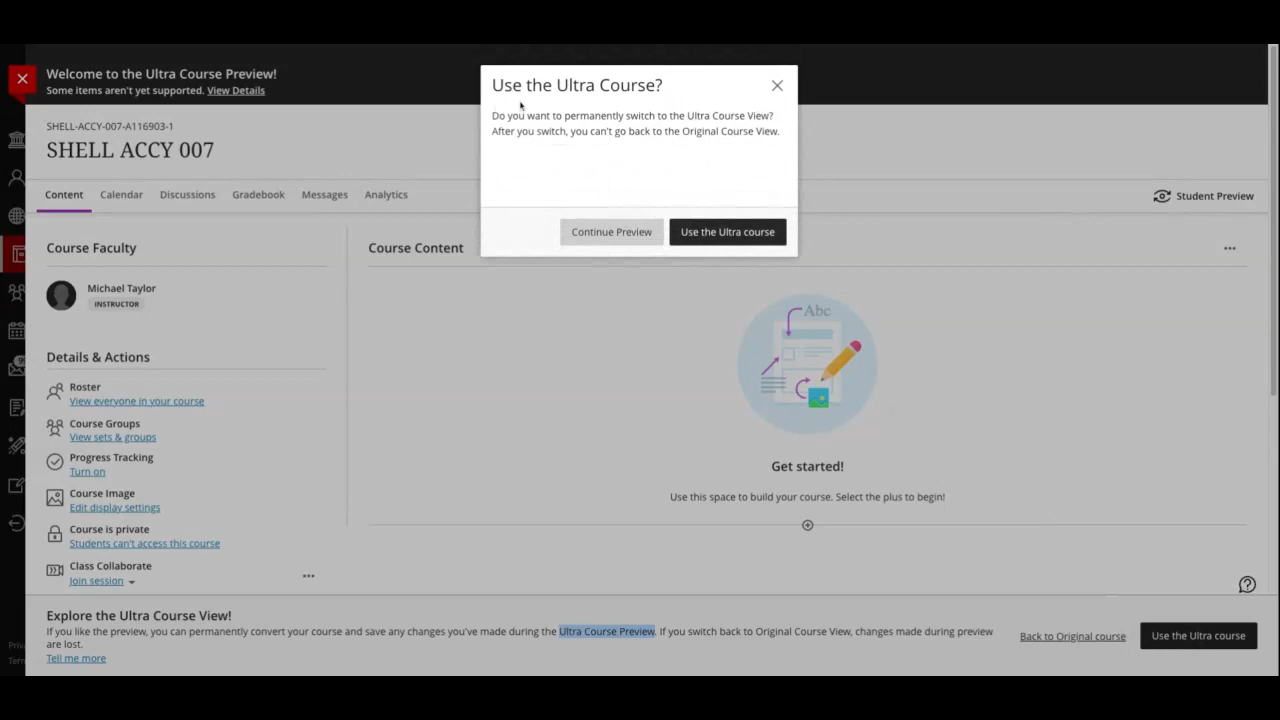 Welcome to the Ultra Course Preview!
Some items aren't yet supported. View Details
Use the Ultra Course?
Do you want to permanently switch to the Ultra Course View?
After you switch, you can't go back to the Original Course View.
Continue Preview
Use the Ultra course
SHELL-ACCY-007-A116903-1
SHELL ACCY 007
Content Calendar Discussions Gradebook Messages Analytics
Student Preview
Course Faculty
Michael Taylor
INSTRUCTOR
Details & Actions
Roster
View everyone in your course
Course Groups
View sets & groups
Progress Tracking
Turn on
Course Image
Edit display settings
Course is private
Students can't access this course
Class Collaborate
Join session
Course Content
Abc
Get started!
Use this space to build your course. Select the plus to begin!
Explore the Ultra Course View!
If you like the preview, you can permanently convert your course and save any changes you've made during the Ultra Course Preview. If you switch back to Original Course View, changes made during preview
are lost.
Tell me more
Back to Original course
Use the Ultra course
Priv
Term